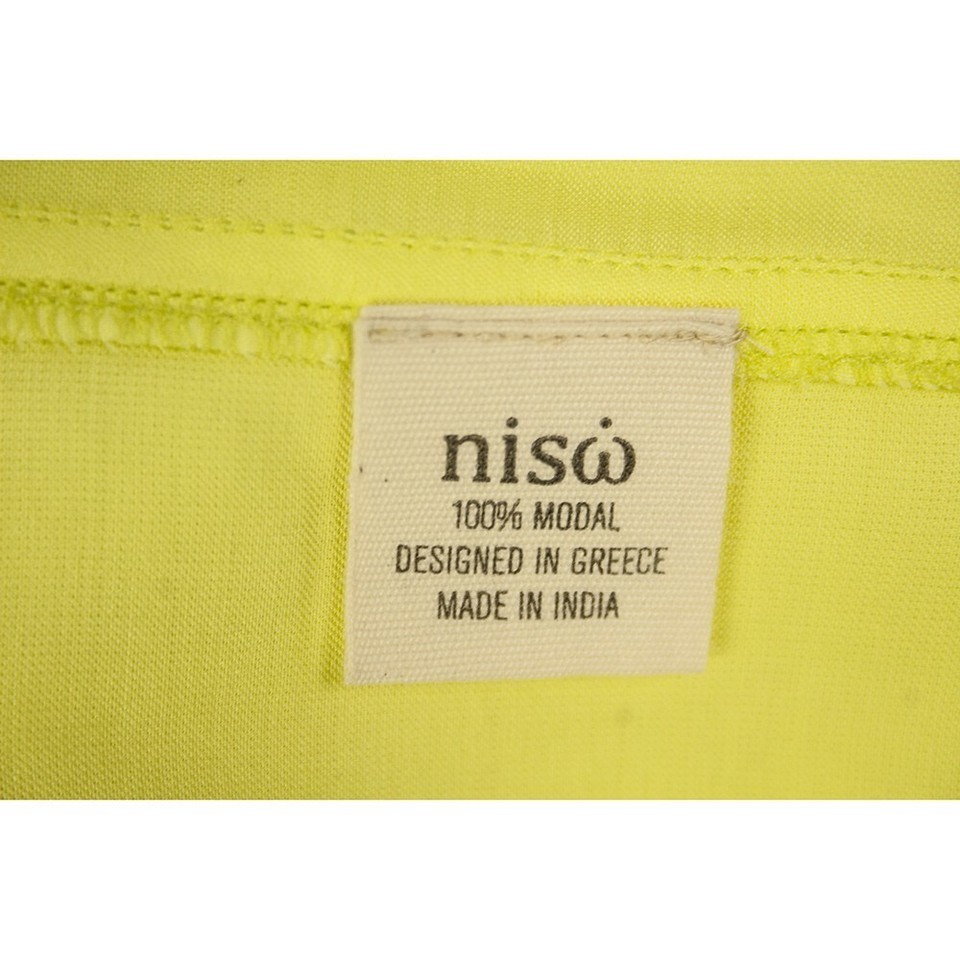 nisώ
100% MODAL
DESIGNED IN GREECE
MADE IN INDIA